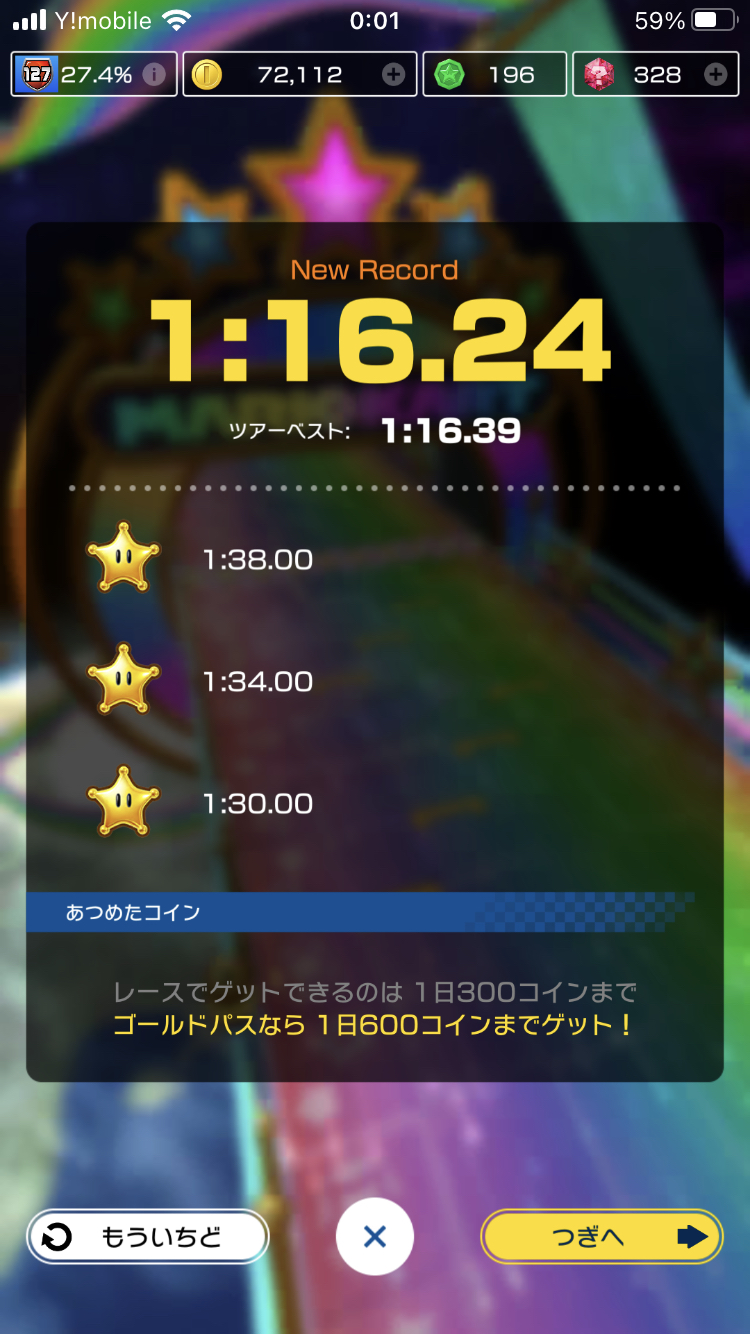 Y!mobile 0:01 59%
127 27.4% 72,112 196 328
New Record
1:16.24
ツアーベスト: 1:16.39
1:38.00
1:34.00
1:30.00
あつめたコイン
レースでゲットできるのは 1日300コインまで
ゴールドパスなら 1日600コインまでゲット！
もういちど つぎへ